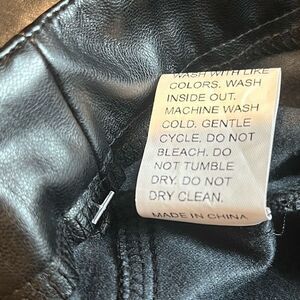 WASH WITH LIKE
COLORS. WASH
INSIDE OUT.
MACHINE WASH
COLD. GENTLE
CYCLE. DO NOT
BLEACH. DO
NOT TUMBLE
DRY. DO NOT
DRY CLEAN.
MADE IN CHINA